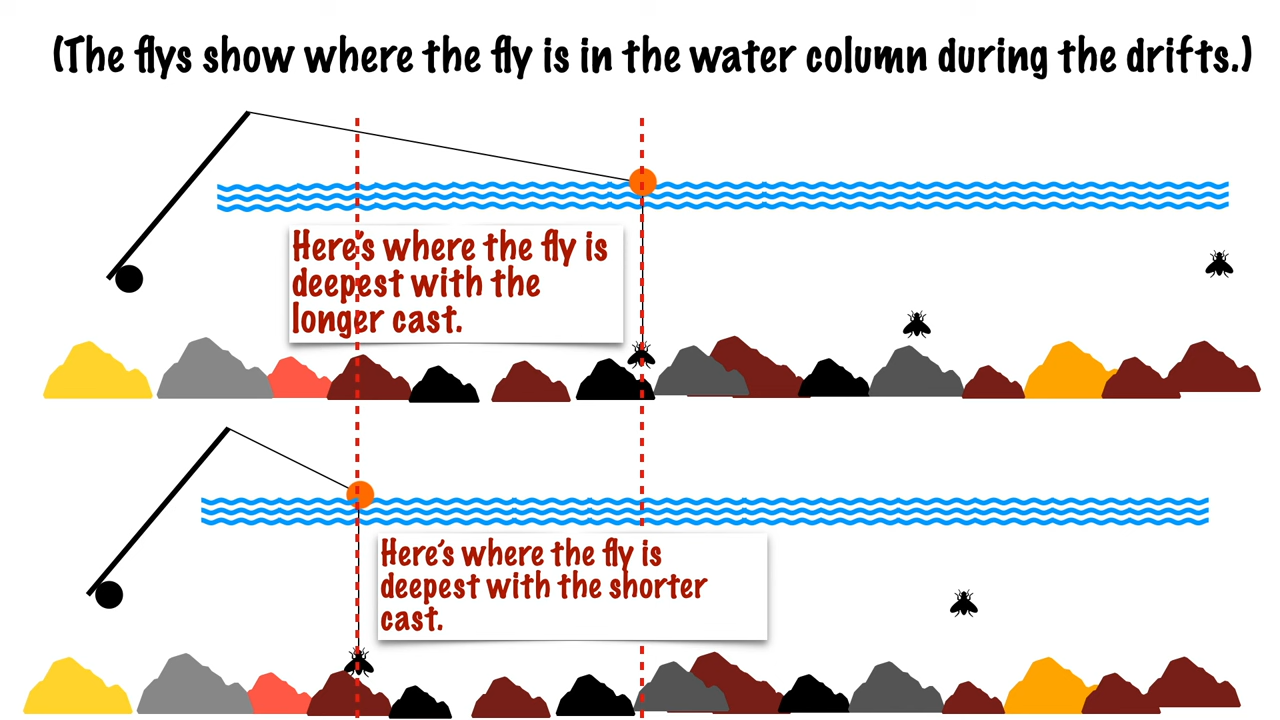 (The flys show where the fly is in the water column during the drifts.)
Here's where the fly is
deepest with the
longer cast.
Here's where the fly is
deepest with the shorter
cast.